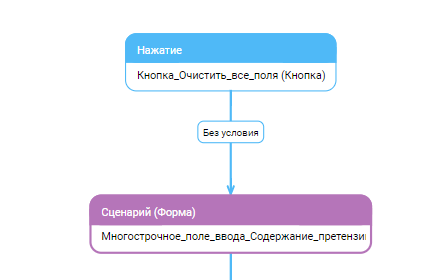 Нажатие
Кнопка_Очистить_все_поля (Кнопка)
Без условия
Сценарий (Форма)
Многострочное_поле_ввода_Содержание_претензи